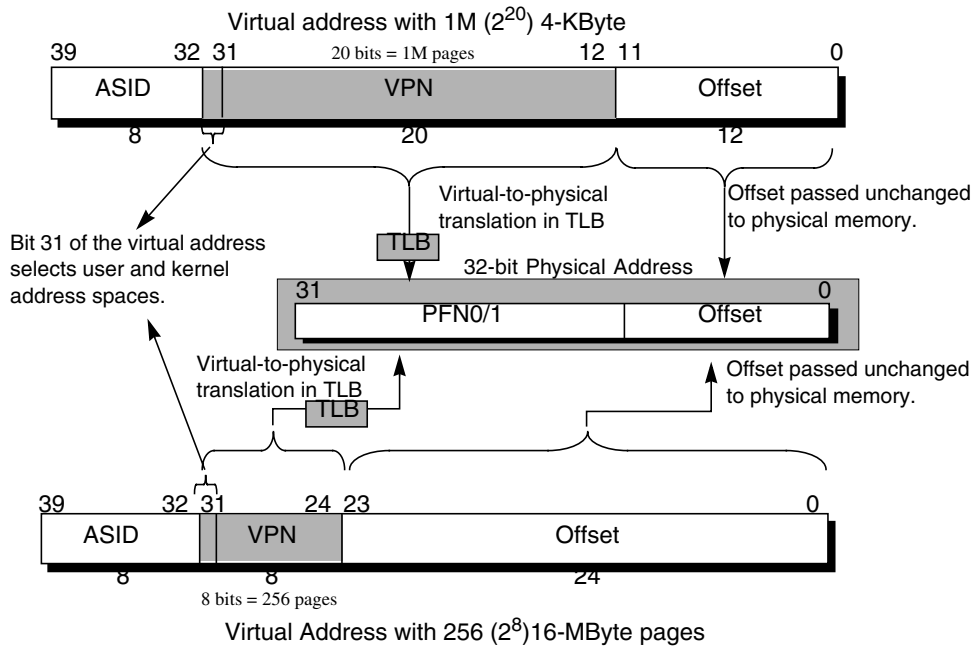 Virtual address with 1M (2^20) 4-KByte
39 32 31 20 bits = 1M pages 12 11 0
ASID VPN Offset
8 20 12
Virtual-to-physical
translation in TLB
Offset passed unchanged
to physical memory.
TLB
Bit 31 of the virtual address
selects user and kernel
address spaces.
32-bit Physical Address
31 0
PFN0/1 Offset
Virtual-to-physical
translation in TLB
Offset passed unchanged
to physical memory.
TLB
39 32 31 24 23 0
ASID VPN Offset
8 8 24
8 bits = 256 pages
Virtual Address with 256 (2^8)16-MByte pages